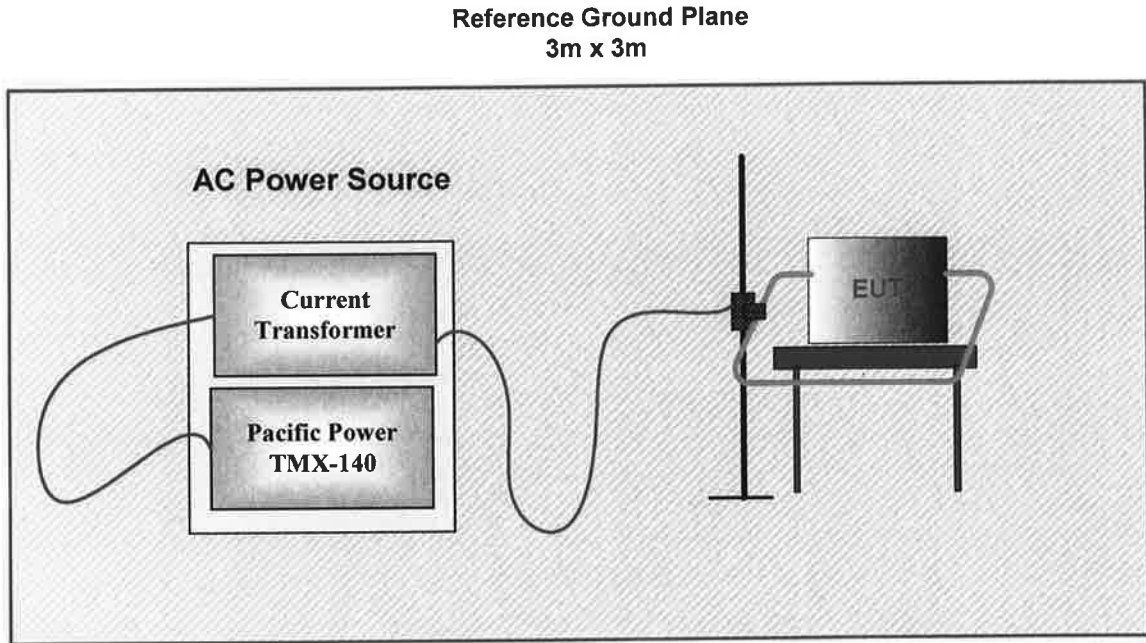 Reference Ground Plane
3m x 3m
AC Power Source
Current
Transformer
EUT
Pacific Power
TMX-140